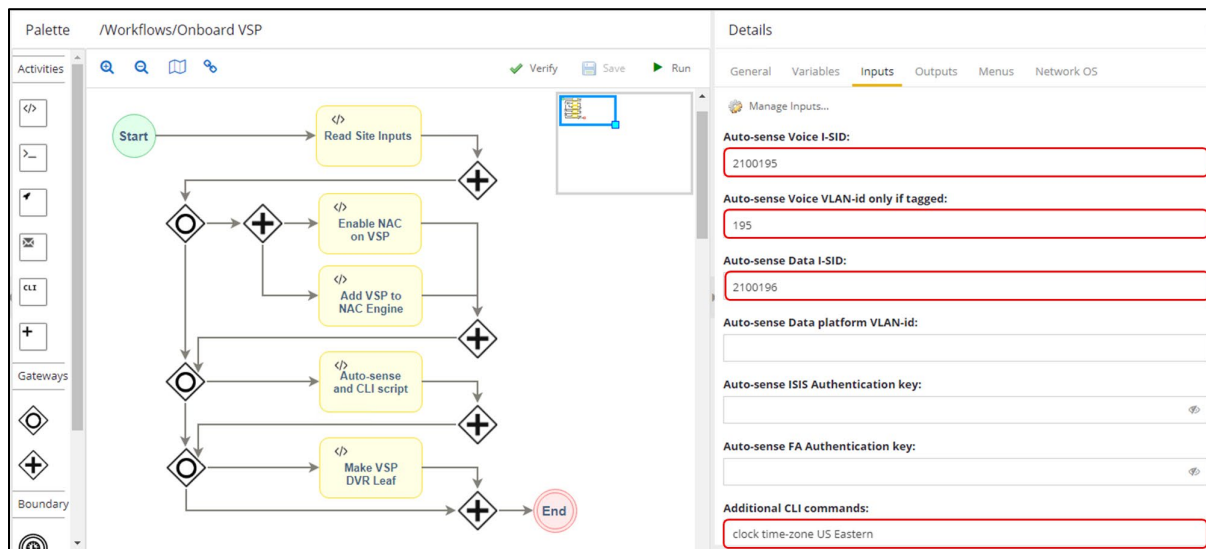 Palette
/Workflows/Onboard VSP
Details
Activities
Verify
Save
Run
General
Variables
Inputs
Outputs
Menus
Network OS
Manage Inputs...
</>
>_
CLI
Gateways
Boundary
Start
</>
Read Site Inputs
</>
Enable NAC
on VSP
</>
Add VSP to
NAC Engine
</>
Auto-sense
and CLI script
</>
Make VSP
DVR Leaf
End
Auto-sense Voice I-SID:
2100195
Auto-sense Voice VLAN-id only if tagged:
195
Auto-sense Data I-SID:
2100196
Auto-sense Data platform VLAN-id:
Auto-sense ISIS Authentication key:
Auto-sense FA Authentication key:
Additional CLI commands:
clock time-zone US Eastern